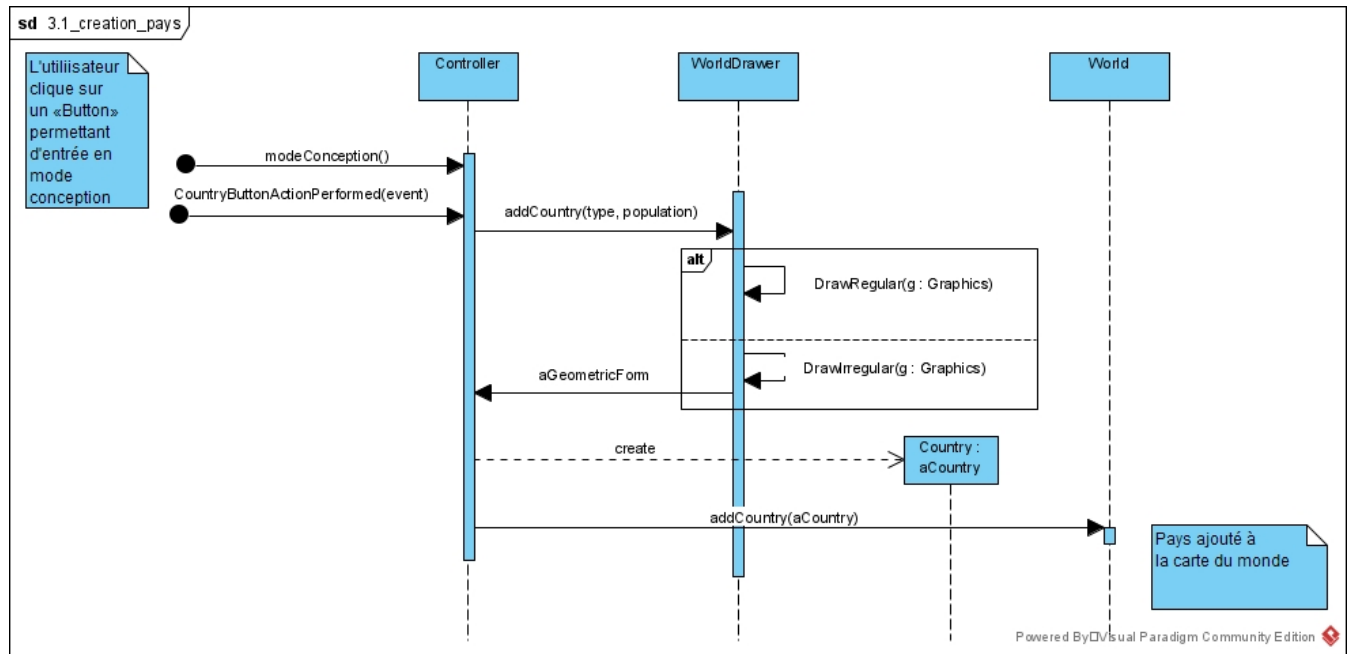 sd 3.1_creation_pays
L'utiliisateur
clique sur
un «Button»
permettant
d'entrée en
mode
conception
Controller
WorldDrawer
World
modeConception()
CountryButtonActionPerformed(event)
addCountry(type, population)
alt
DrawRegular(g : Graphics)
DrawIrregular(g : Graphics)
aGeometricForm
create
Country :
aCountry
addCountry(aCountry)
Pays ajouté à
la carte du monde
Powered By□Visual Paradigm Community Edition